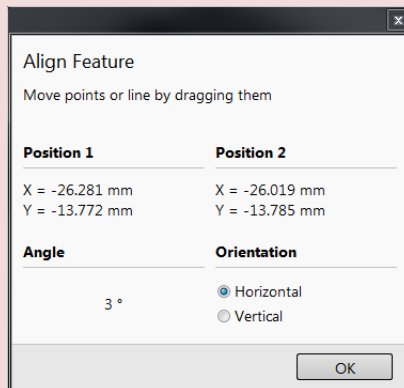 Align Feature
Move points or line by dragging them
Position 1
X = -26.281 mm
Y = -13.772 mm
Position 2
X = -26.019 mm
Y = -13.785 mm
Angle
3 °
Orientation
Horizontal
Vertical
OK